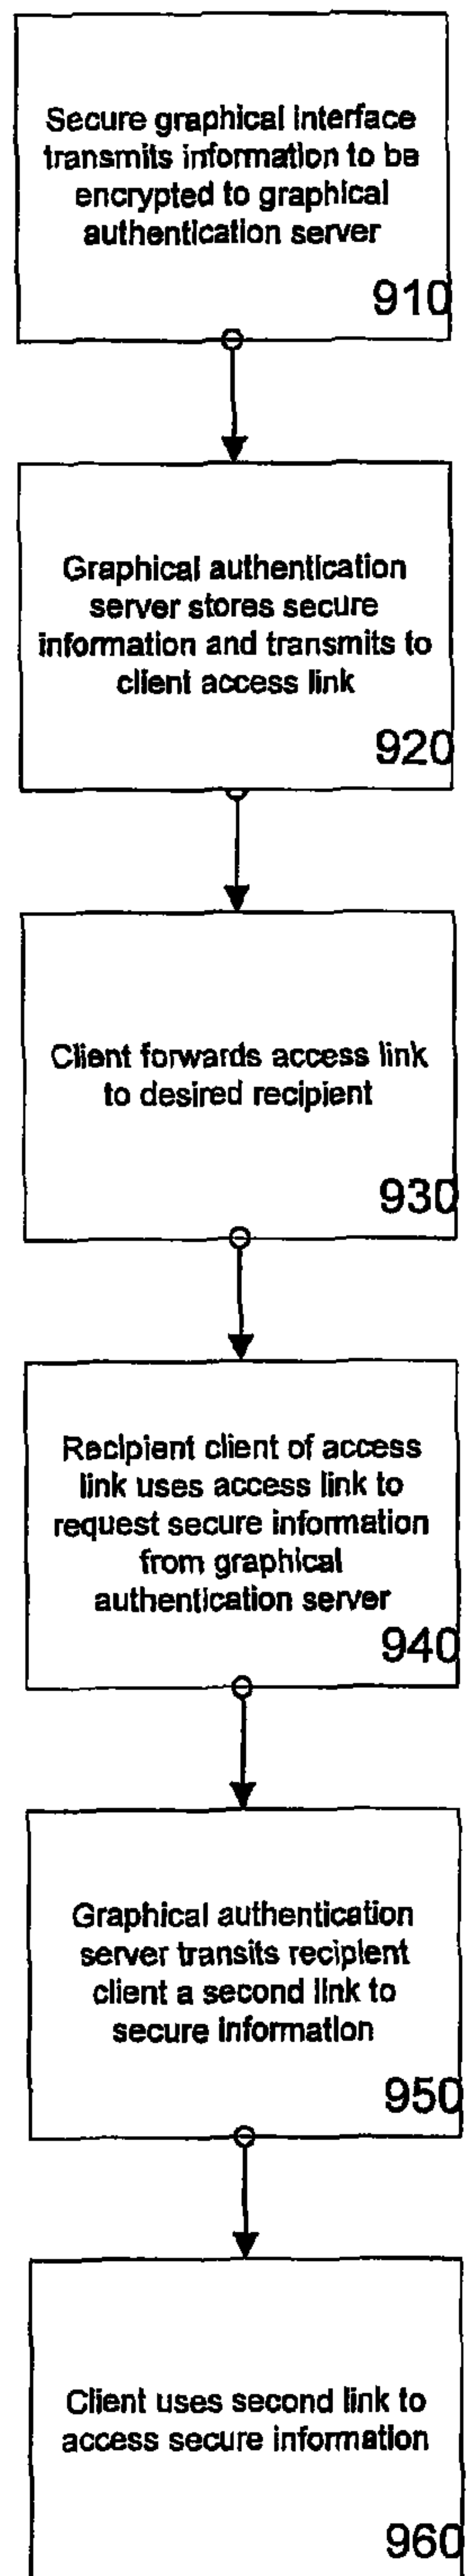 Secure graphical interface
transmits information to be
encrypted to graphical
authentication server
910
Graphical authentication
server stores secure
information and transmits to
client access link
920
Client forwards access link
to desired recipient
930
Recipient client of access
link uses access link to
request secure information
from graphical
authentication server
940
Graphical authentication
server transits recipient
client a second link to
secure information
950
Client uses second link to
access secure information
960